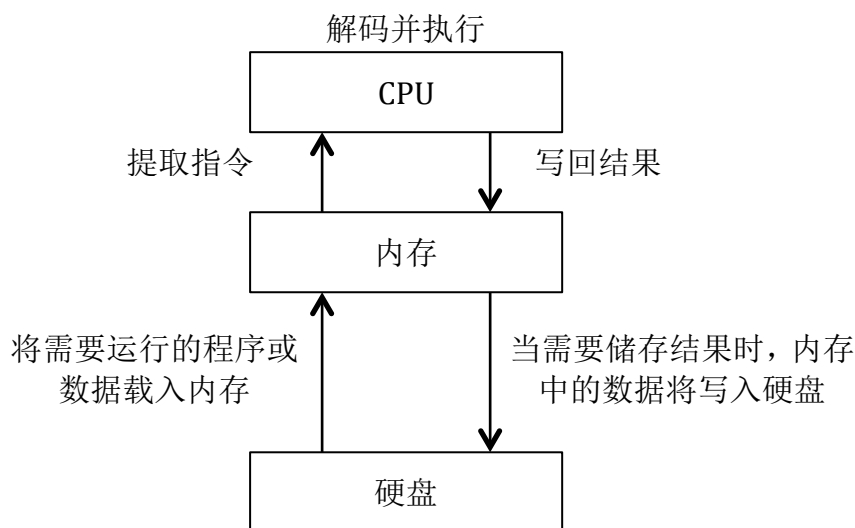 解码并执行
CPU
提取指令
写回结果
内存
将需要运行的程序或
数据载入内存
当需要储存结果时，内存
中的数据将写入硬盘
硬盘